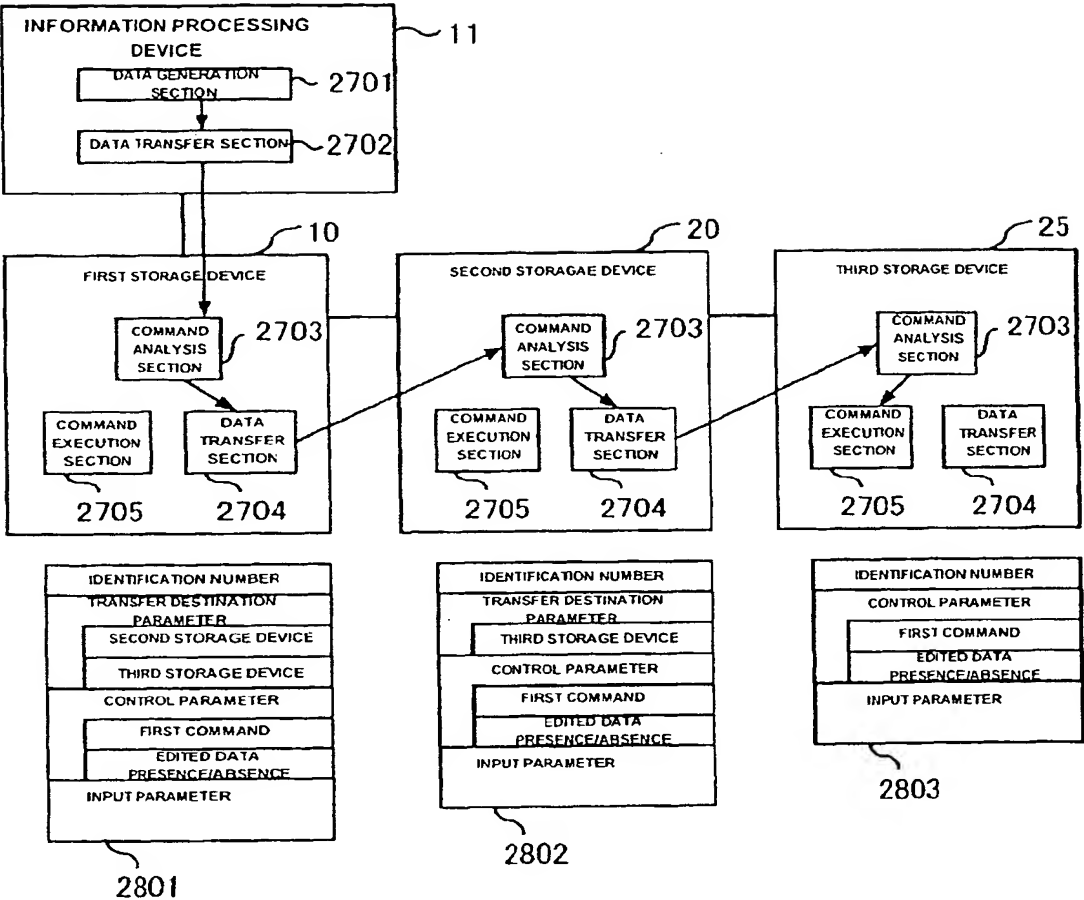 INFORMATION PROCESSING
DEVICE
11
DATA GENERATION
SECTION
2701
DATA TRANSFER SECTION
2702
10
FIRST STORAGE DEVICE
COMMAND
ANALYSIS
SECTION
2703
COMMAND
EXECUTION
SECTION
DATA
TRANSFER
SECTION
2705
2704
20
SECOND STORAGAE DEVICE
COMMAND
ANALYSIS
SECTION
2703
COMMAND
EXECUTION
SECTION
DATA
TRANSFER
SECTION
2705
2704
25
THIRD STORAGE DEVICE
COMMAND
ANALYSIS
SECTION
2703
COMMAND
EXECUTION
SECTION
DATA
TRANSFER
SECTION
2705
2704
IDENTIFICATION NUMBER
TRANSFER DESTINATION
PARAMETER
SECOND STORAGE DEVICE
THIRD STORAGE DEVICE
CONTROL PARAMETER
FIRST COMMAND
EDITED DATA
PRESENCE/ABSENCE
INPUT PARAMETER
2801
IDENTIFICATION NUMBER
TRANSFER DESTINATION
PARAMETER
THIRD STORAGE DEVICE
CONTROL PARAMETER
FIRST COMMAND
EDITED DATA
PRESENCE/ABSENCE
INPUT PARAMETER
2802
IDENTIFICATION NUMBER
CONTROL PARAMETER
FIRST COMMAND
EDITED DATA
PRESENCE/ABSENCE
INPUT PARAMETER
2803